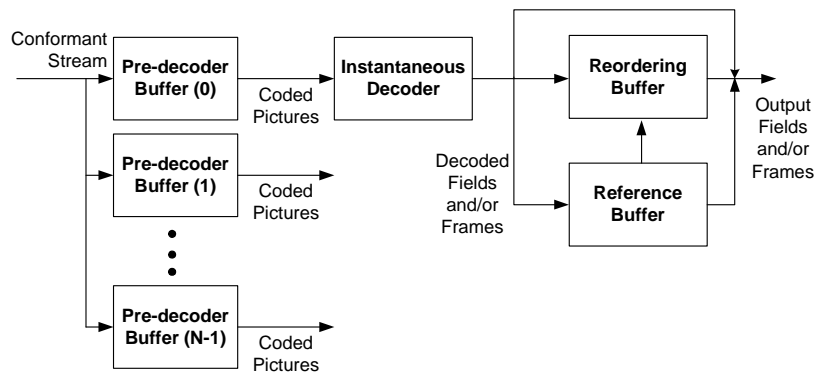 Conformant
Stream
Pre-decoder
Buffer (0)
Coded
Pictures
Instantaneous
Decoder
Reordering
Buffer
Output
Fields
and/or
Frames
Pre-decoder
Buffer (1)
Coded
Pictures
Decoded
Fields
and/or
Frames
Reference
Buffer
Pre-decoder
Buffer (N-1)
Coded
Pictures